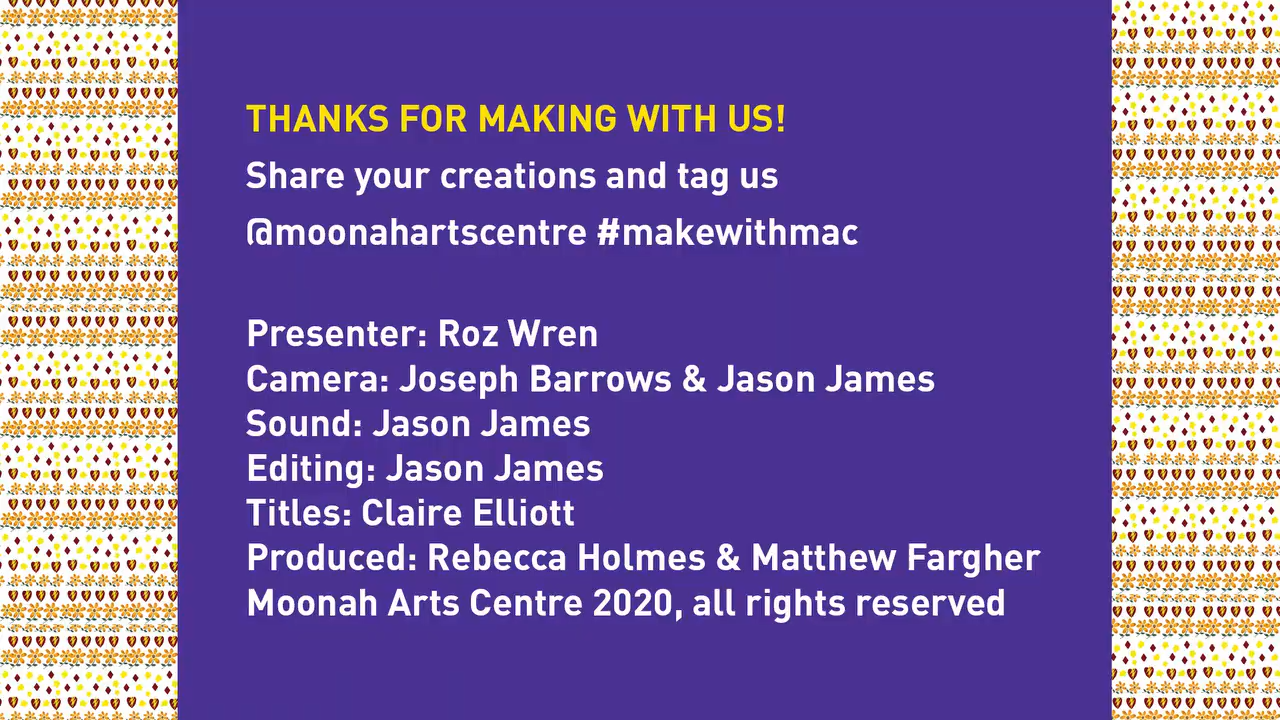 THANKS FOR MAKING WITH US!
Share your creations and tag us
@moonahartscentre #makewithmac
Presenter: Roz Wren
Camera: Joseph Barrows & Jason James
Sound: Jason James
Editing: Jason James
Titles: Claire Elliott
Produced: Rebecca Holmes & Matthew Fargher
Moonah Arts Centre 2020, all rights reserved